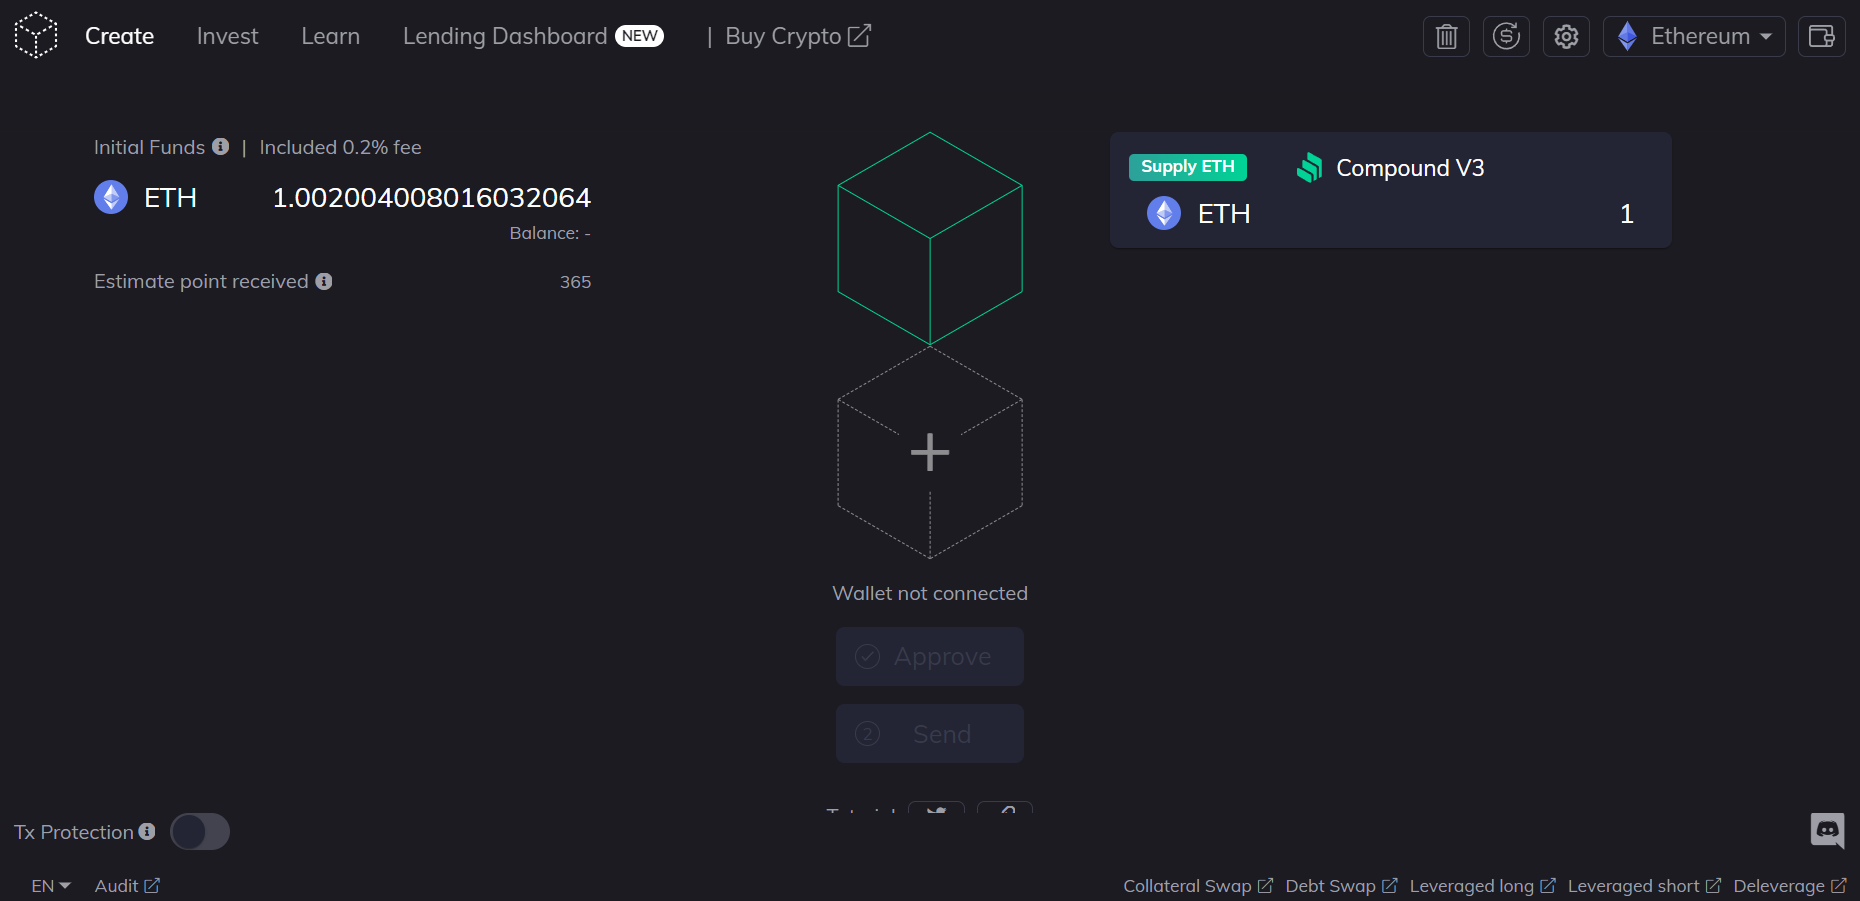 Create Invest Learn Lending Dashboard NEW | Buy Crypto Ethereum
Initial Funds | Included 0.2% fee
ETH 1.002004008016032064
Balance: -
Estimate point received 365
Supply ETH Compound V3
ETH 1
Wallet not connected
Approve
2 Send
Tutorial
Tx Protection
EN Audit Collateral Swap Debt Swap Leveraged long Leveraged short Deleverage